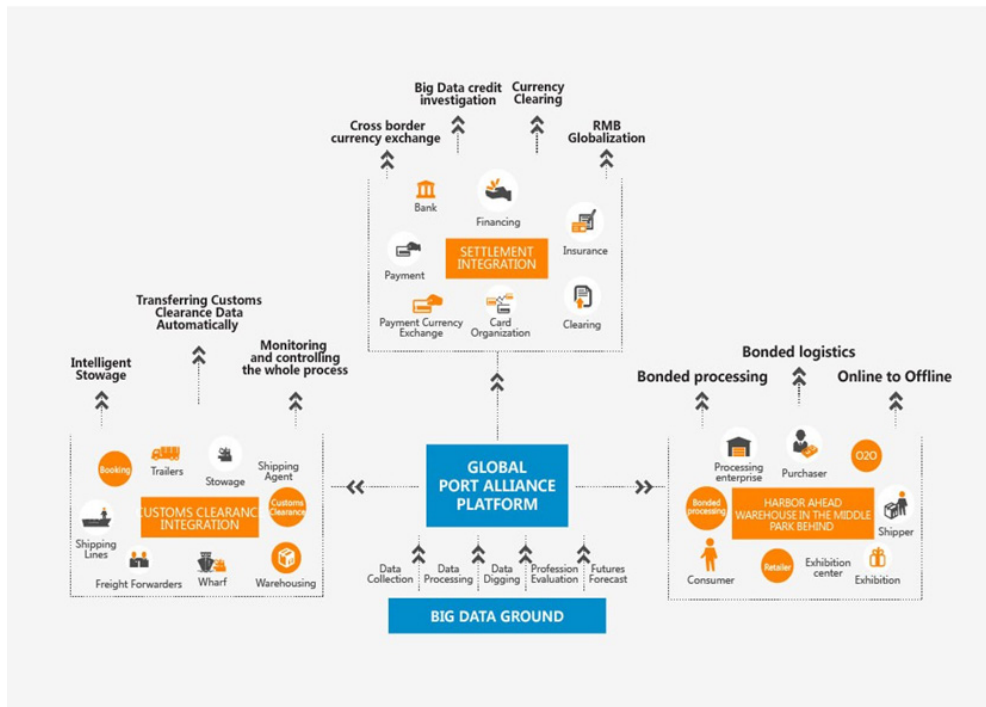 Big Data credit
investigation
Currency
Clearing
Cross border
currency exchange
RMB
Globalization
Bank
Financing
Insurance
SETTLEMENT
INTEGRATION
Payment
Payment Currency
Exchange
Card
Organization
Clearing
Transferring Customs
Clearance Data
Automatically
Intelligent
Stowage
Monitoring
and controlling
the whole process
Booking
Trailers
Stowage
Shipping
Agent
CUSTOMS CLEARANCE
INTEGRATION
Customs
Clearance
Shipping
Lines
Freight Forwarders
Wharf
Warehousing
GLOBAL
PORT ALLIANCE
PLATFORM
Data
Collection
Data
Processing
Data
Digging
Profession
Evaluation
Futures
Forecast
BIG DATA GROUND
Bonded logistics
Bonded processing
Online to Offline
Processing
enterprise
Purchaser
O2O
Bonded
processing
HARBOR AHEAD
WAREHOUSE IN THE MIDDLE
PARK BEHIND
Shipper
Consumer
Retailer
Exhibition
center
Exhibition